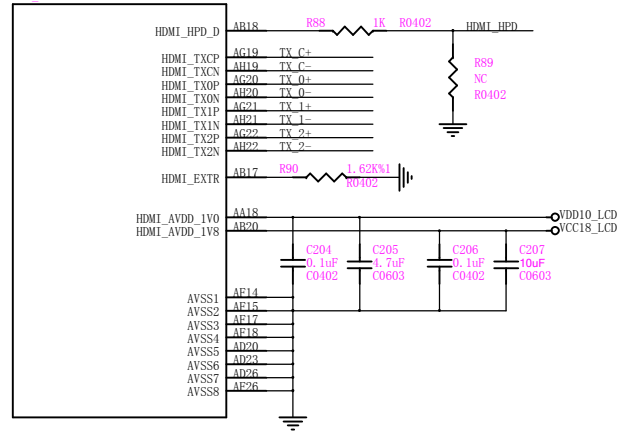 HDMI_HPD_D AB18 R88 1K R0402 HDMI_HPD
HDMI_TXCP AG19 TX_C+
HDMI_TXCN AH19 TX_C-
HDMI_TX0P AG20 TX_0+
HDMI_TX0N AH20 TX_0-
HDMI_TX1P AG21 TX_1+
HDMI_TX1N AH21 TX_1-
HDMI_TX2P AG22 TX_2+
HDMI_TX2N AH22 TX_2-
R89
NC
R0402
HDMI_EXTR AB17 R90 1.62K%1
R0402
HDMI_AVDD_1V0 AA18 VDD10_LCD
HDMI_AVDD_1V8 AB20 VCC18_LCD
C204 C205 C206 C207
0.1uF 4.7uF 0.1uF 10uF
C0402 C0603 C0402 C0603
AVSS1 AF14
AVSS2 AF15
AVSS3 AF17
AVSS4 AF18
AVSS5 AD20
AVSS6 AD23
AVSS7 AD26
AVSS8 AF26